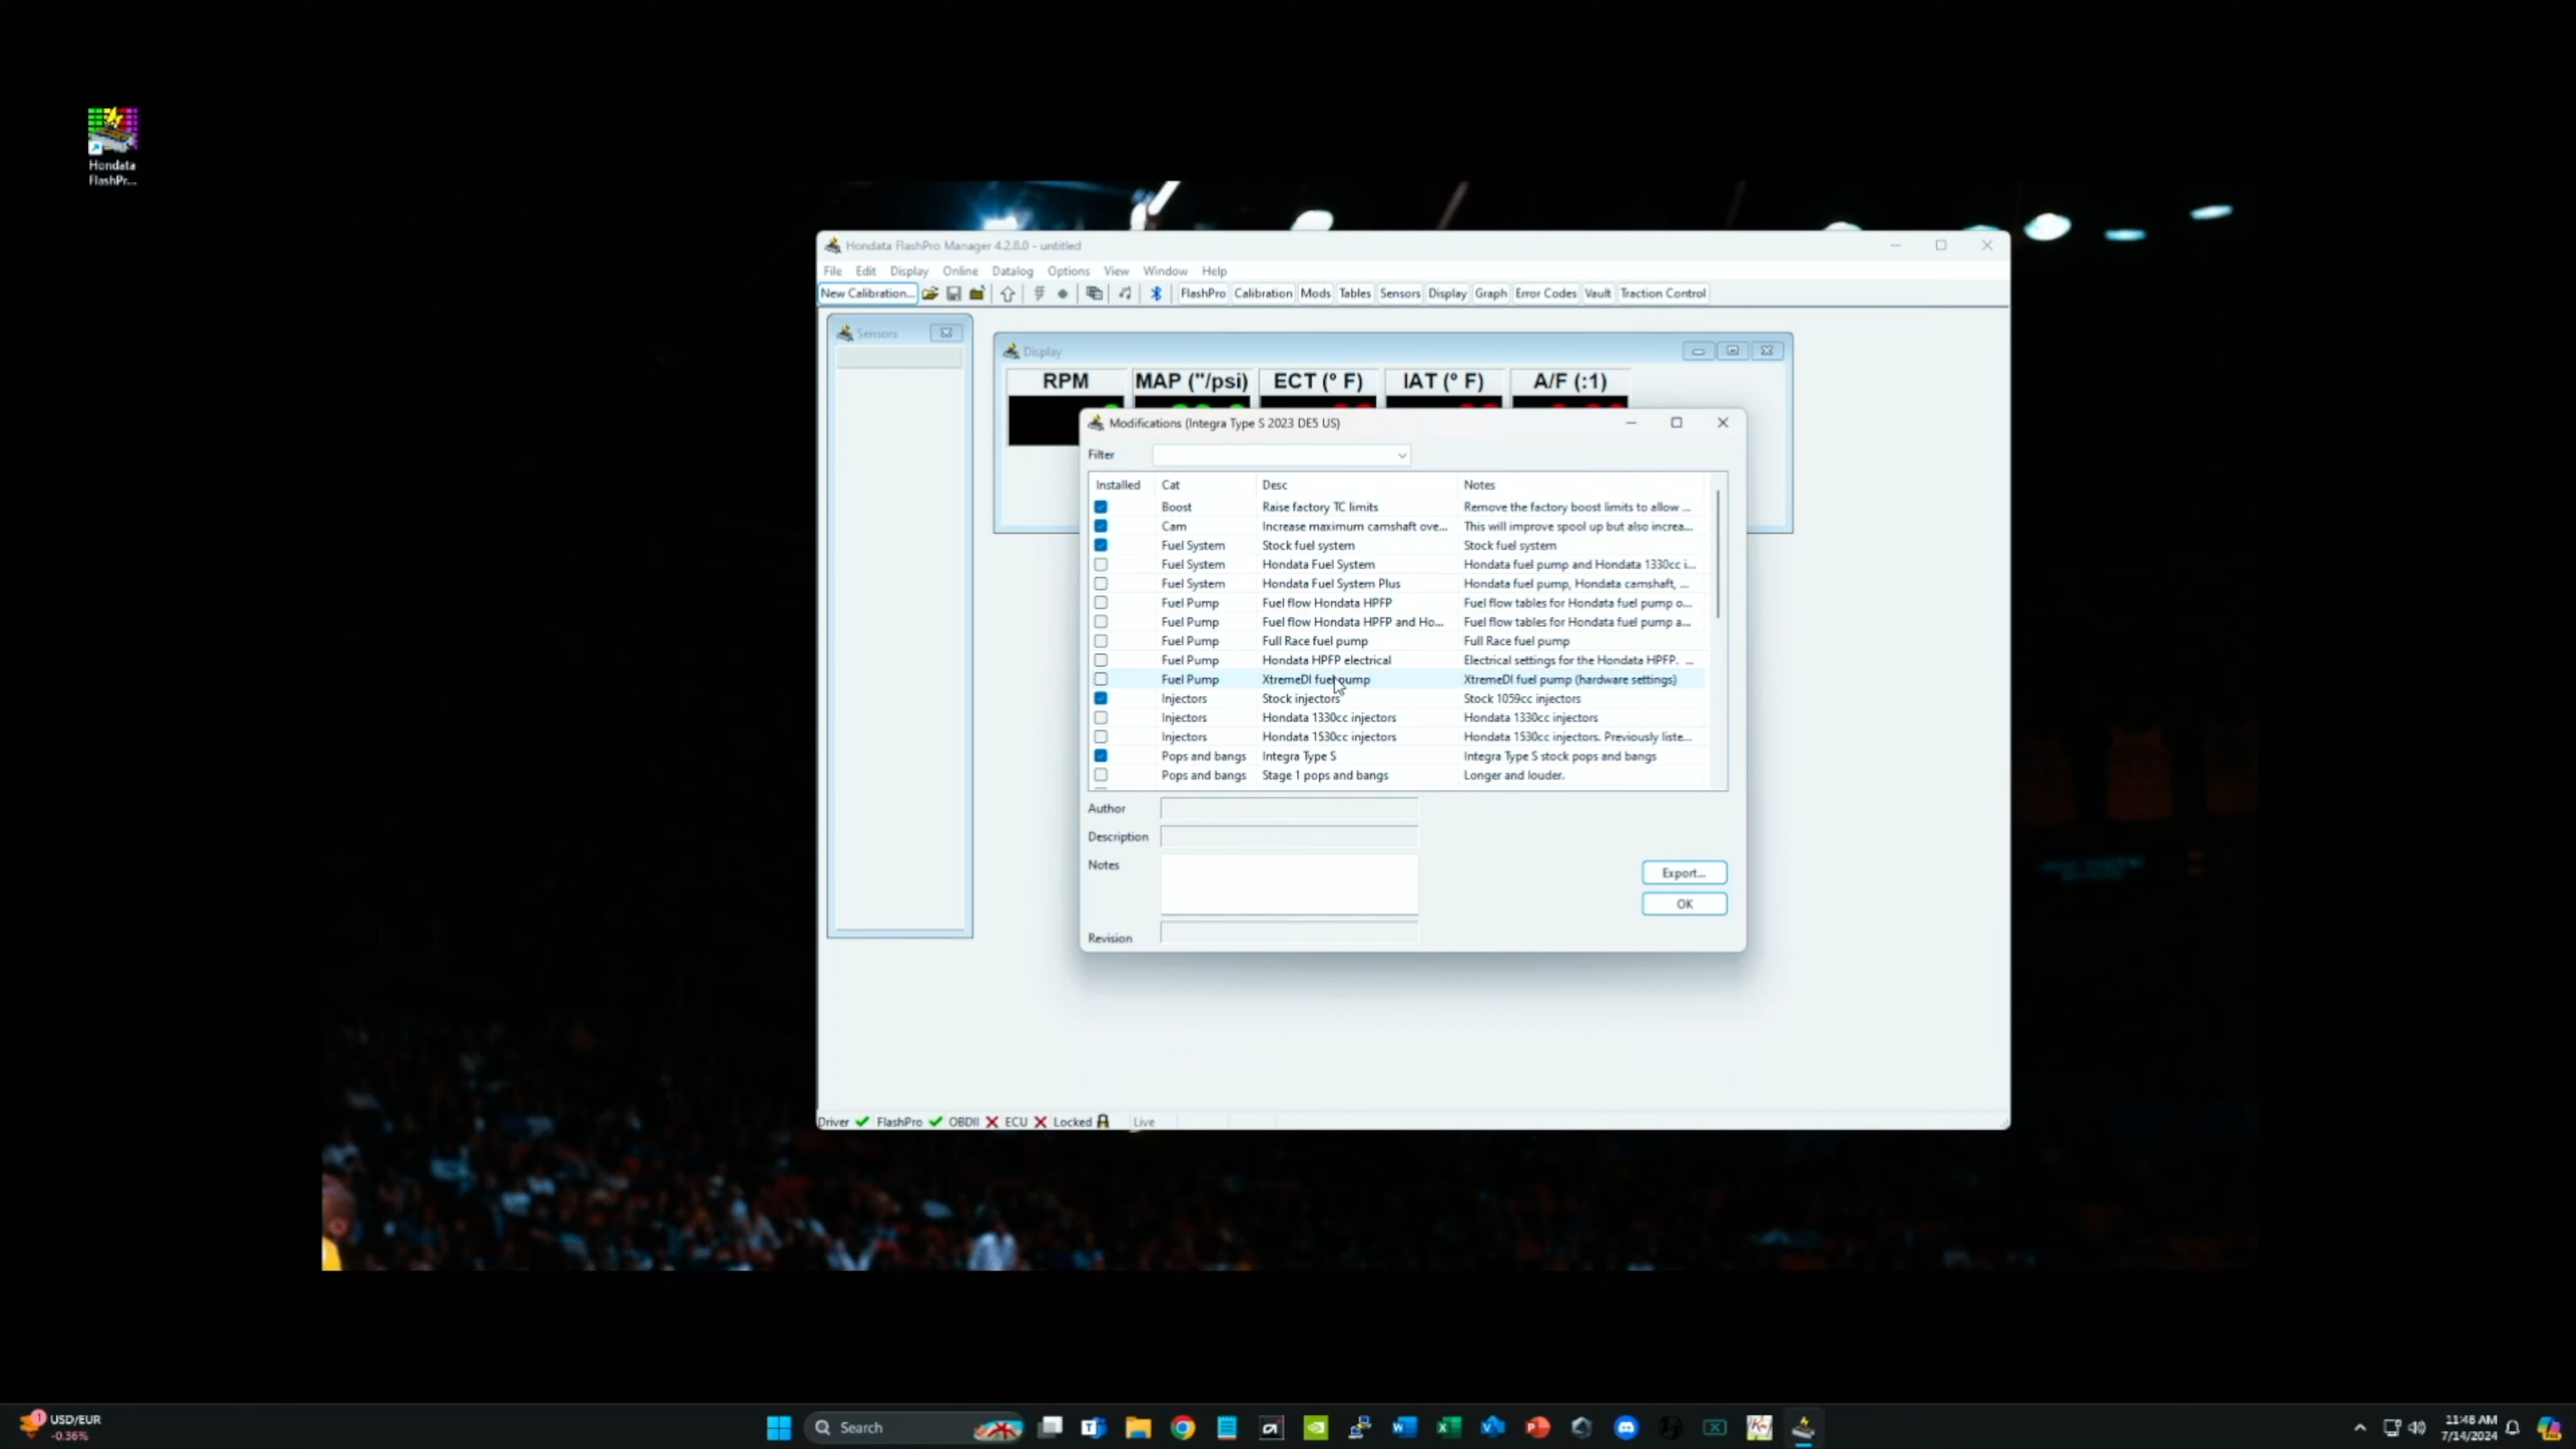 Hondata
FlashPr...
Hondata FlashPro Manager 4.2.8.0 - untitled
File Edit Display Online Datalog Options View Window Help
New Calibration... FlashPro Calibration Mods Tables Sensors Display Graph Error Codes Vault Traction Control
Sensors
Display
RPM MAP ("/psi) ECT (° F) IAT (° F) A/F (:1)
Modifications (Integra Type S 2023 DE5 US)
Filter
Installed Cat Desc Notes
Boost Raise factory TC limits Remove the factory boost limits to allow ...
Cam Increase maximum camshaft ove... This will improve spool up but also increa...
Fuel System Stock fuel system Stock fuel system
Fuel System Hondata Fuel System Hondata fuel pump and Hondata 1330cc i...
Fuel System Hondata Fuel System Plus Hondata fuel pump, Hondata camshaft, ...
Fuel Pump Fuel flow Hondata HPFP Fuel flow tables for Hondata fuel pump o...
Fuel Pump Fuel flow Hondata HPFP and Ho... Fuel flow tables for Hondata fuel pump a...
Fuel Pump Full Race fuel pump Full Race fuel pump
Fuel Pump Hondata HPFP electrical Electrical settings for the Hondata HPFP. ...
Fuel Pump XtremeDI fuel pump XtremeDI fuel pump (hardware settings)
Injectors Stock injectors Stock 1059cc injectors
Injectors Hondata 1330cc injectors Hondata 1330cc injectors
Injectors Hondata 1530cc injectors Hondata 1530cc injectors. Previously liste...
Pops and bangs Integra Type S Integra Type S stock pops and bangs
Pops and bangs Stage 1 pops and bangs Longer and louder.
Author
Description
Notes
Export...
OK
Revision
Driver FlashPro OBDII ECU Locked Live
1 USD/EUR
-0.36%
Search
11:48 AM
7/14/2024